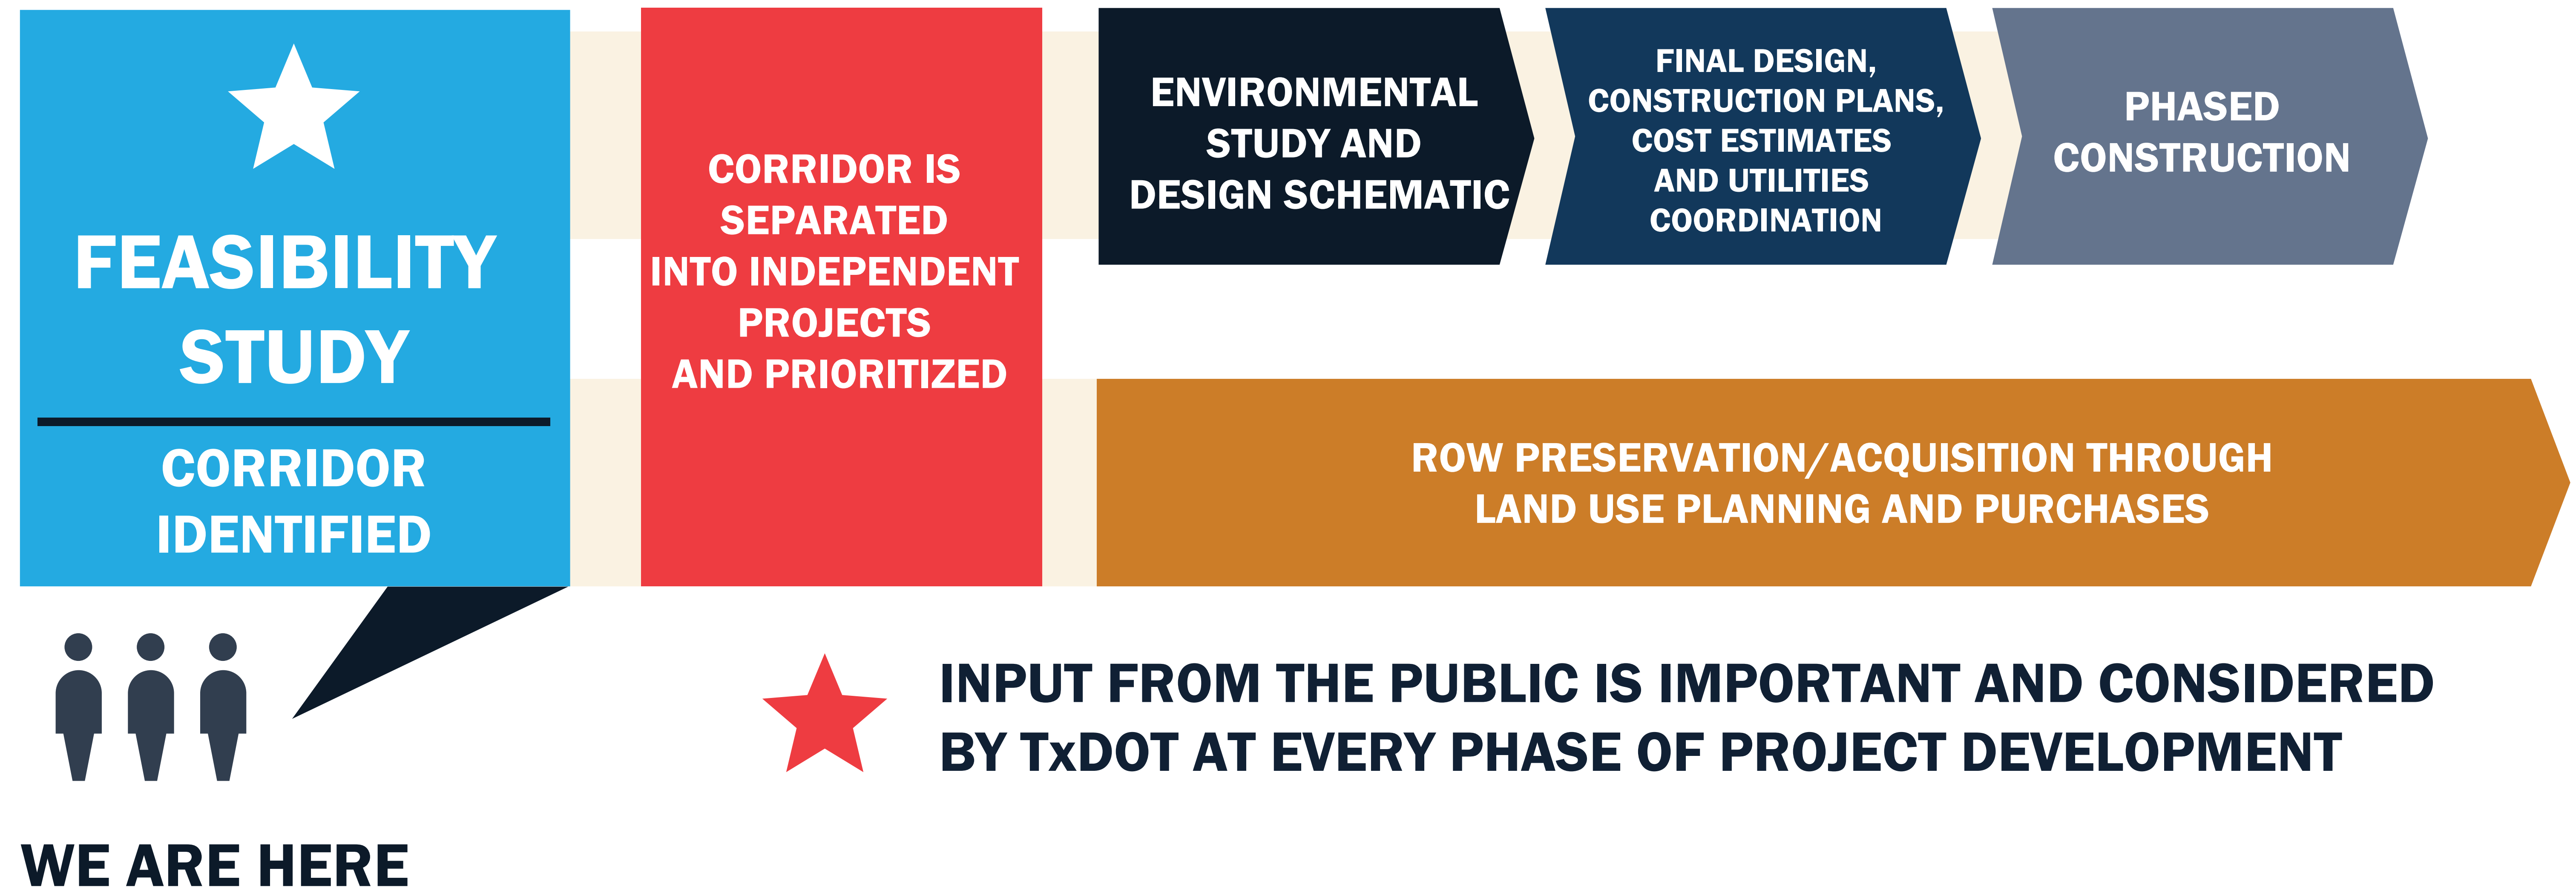 FEASIBILITY
STUDY
CORRIDOR
IDENTIFIED
CORRIDOR IS
SEPARATED
INTO INDEPENDENT
PROJECTS
AND PRIORITIZED
ENVIRONMENTAL
STUDY AND
DESIGN SCHEMATIC
FINAL DESIGN,
CONSTRUCTION PLANS,
COST ESTIMATES
AND UTILITIES
COORDINATION
PHASED
CONSTRUCTION
ROW PRESERVATION/ACQUISITION THROUGH
LAND USE PLANNING AND PURCHASES
WE ARE HERE
INPUT FROM THE PUBLIC IS IMPORTANT AND CONSIDERED
BY TxDOT AT EVERY PHASE OF PROJECT DEVELOPMENT